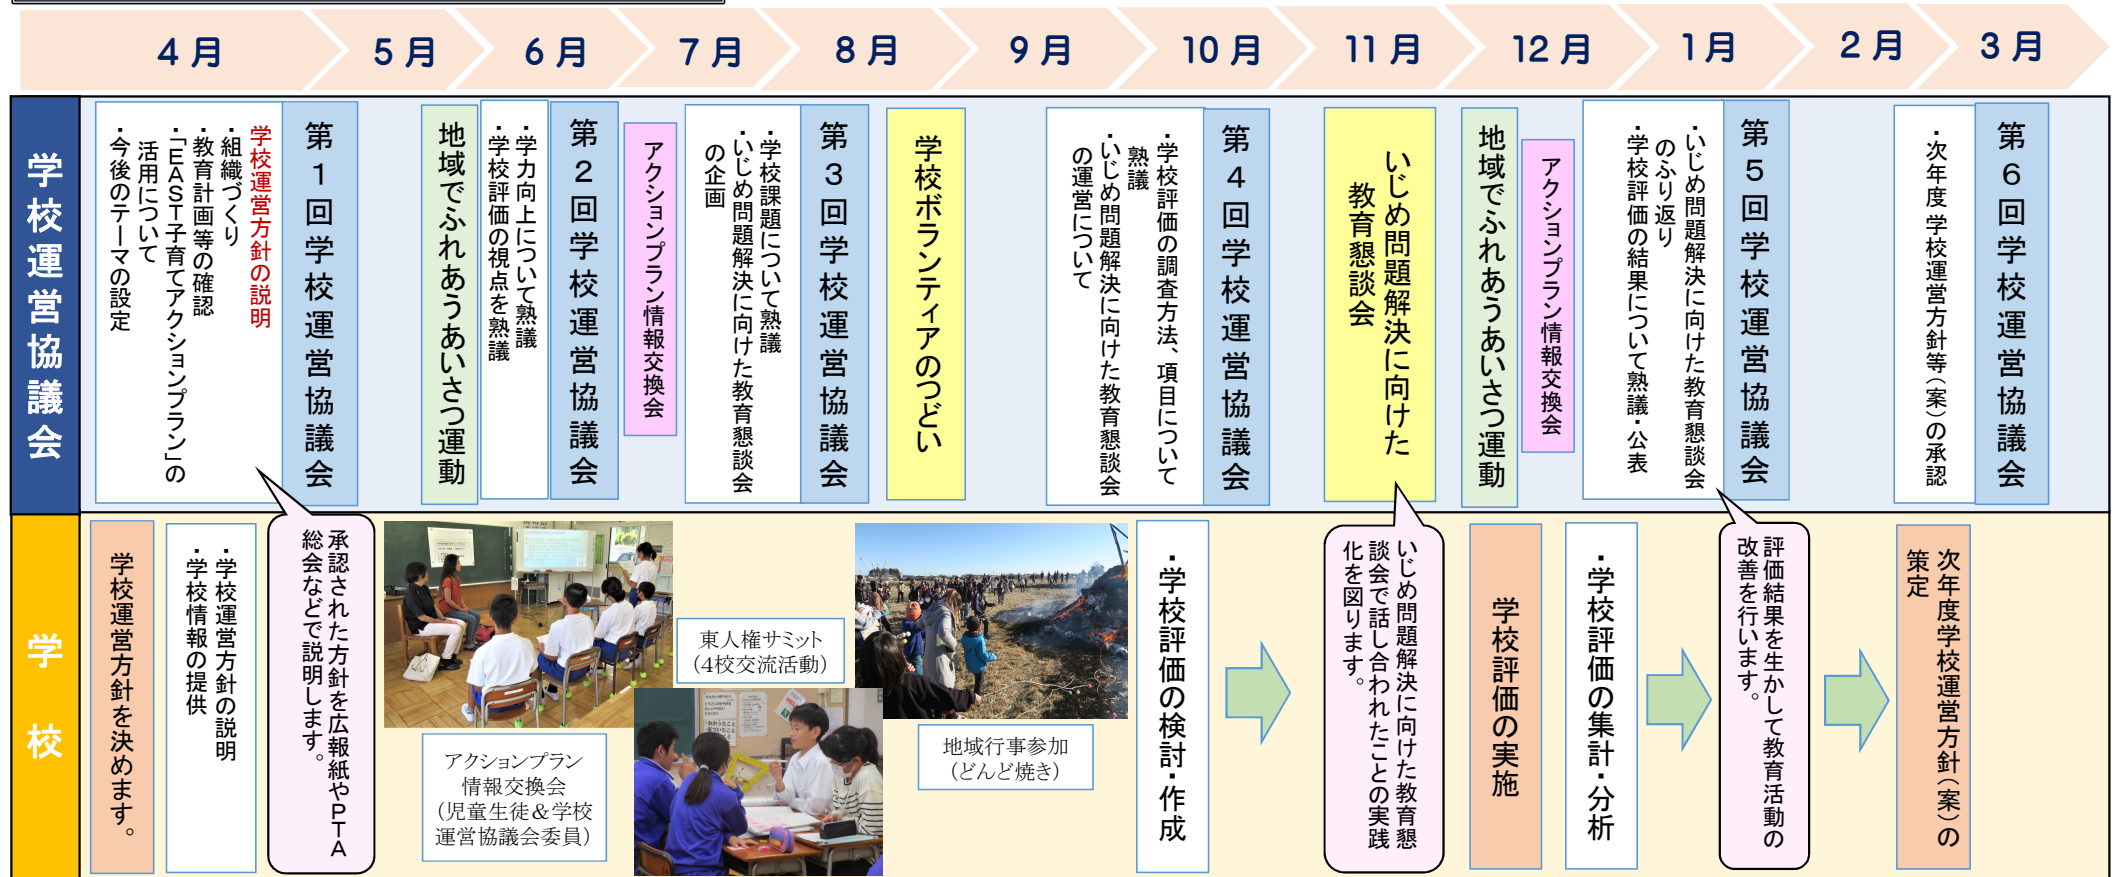 4月
5月
6月
7月
8月
9月
10月
11月
12月
1月
2月
3月
学校運営協議会
第1回学校運営協議会
学校運営方針の説明
・組織づくり
・教育計画等の確認
・「EAST子育てアクションプラン」の
活用について
・今後のテーマの設定
地域でふれあうあいさつ運動
第2回学校運営協議会
・学力向上について熟議
・学校評価の視点を熟議
アクションプラン情報交換会
第3回学校運営協議会
・学校課題について熟議
・いじめ問題解決に向けた教育懇談会
の企画
学校ボランティアのつどい
第4回学校運営協議会
・学校評価の調査方法、項目について
熟議
・いじめ問題解決に向けた教育懇談会
の運営について
いじめ問題解決に向けた
教育懇談会
地域でふれあうあいさつ運動
アクションプラン情報交換会
第5回学校運営協議会
・いじめ問題解決に向けた教育懇談会
のふり返り
・学校評価の結果について熟議・公表
第6回学校運営協議会
・次年度 学校運営方針等(案)の承認
学校
学校運営方針を決めます。
・学校運営方針の説明
・学校情報の提供
承認された方針を広報紙やPTA
総会などで説明します。
アクションプラン
情報交換会
(児童生徒&学校
運営協議会委員)
東人権サミット
(4校交流活動)
地域行事参加
(どんど焼き)
・学校評価の検討・作成
いじめ問題解決に向けた教育懇
談会で話し合われたことの実践
化を図ります。
学校評価の実施
・学校評価の集計・分析
評価結果を生かして教育活動の
改善を行います。
次年度学校運営方針(案)の
策定